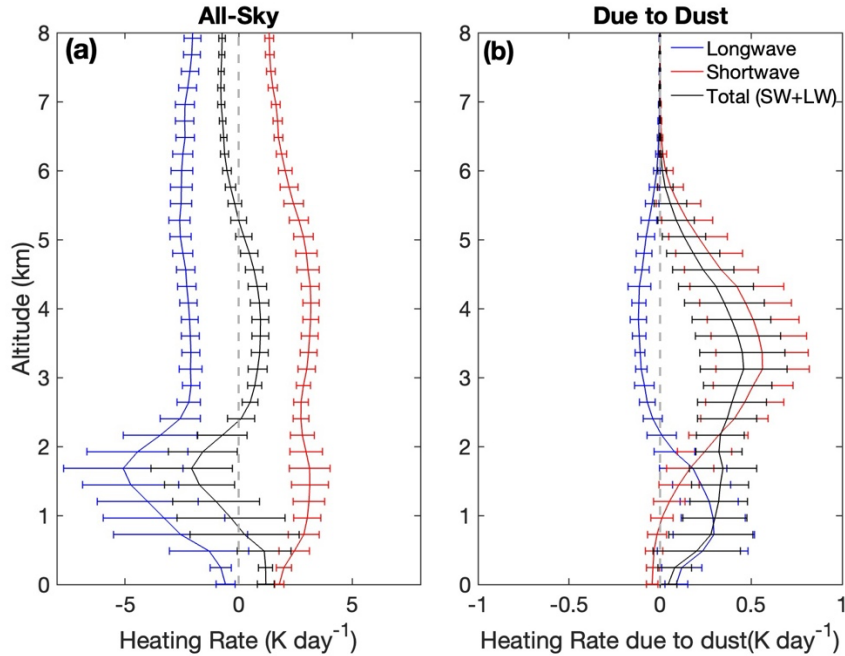 All-Sky
(a)
8
7
6
5
4
3
2
1
0
Altitude (km)
-5
0
5
Heating Rate (K day⁻¹)
Due to Dust
(b)
Longwave
Shortwave
Total (SW+LW)
8
7
6
5
4
3
2
1
0
-1
-0.5
0
0.5
1
Heating Rate due to dust(K day⁻¹)